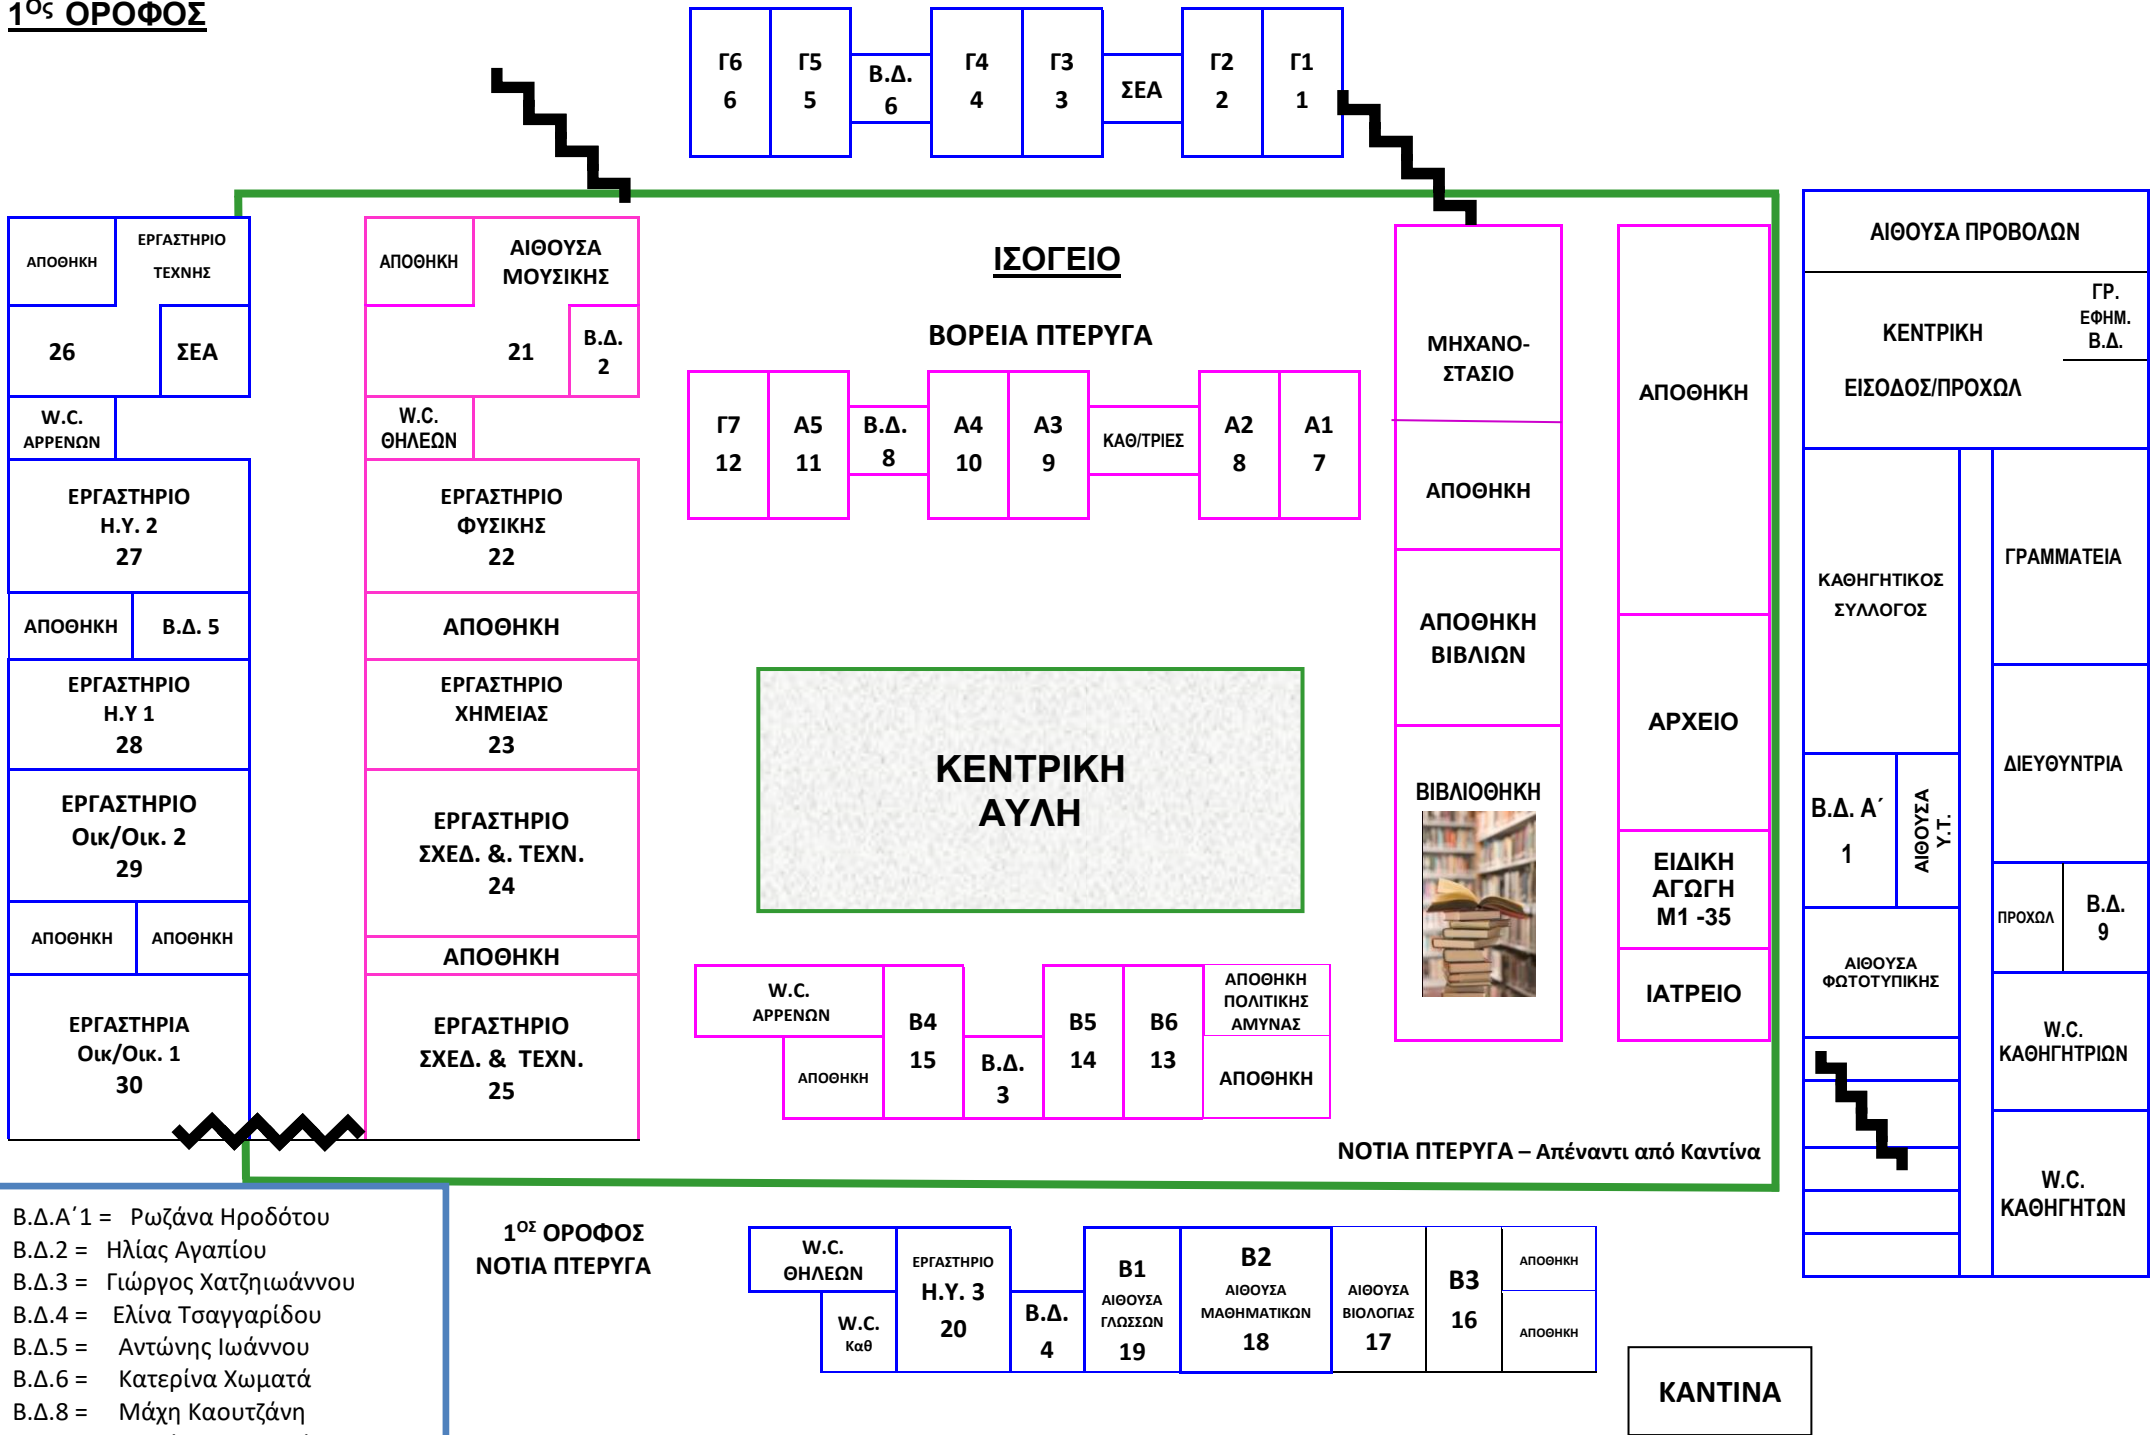 1Ος ΟΡΟΦΟΣ
Γ6
6
Γ5
5
Β.Δ.
6
Γ4
4
Γ3
3
ΣΕΑ
Γ2
2
Γ1
1
ΑΠΟΘΗΚΗ
ΕΡΓΑΣΤΗΡΙΟ
ΤΕΧΝΗΣ
26
ΣΕΑ
W.C.
ΑΡΡΕΝΩΝ
ΕΡΓΑΣΤΗΡΙΟ
Η.Υ. 2
27
ΑΠΟΘΗΚΗ
Β.Δ. 5
ΕΡΓΑΣΤΗΡΙΟ
Η.Υ 1
28
ΕΡΓΑΣΤΗΡΙΟ
Οικ/Οικ. 2
29
ΑΠΟΘΗΚΗ
ΑΠΟΘΗΚΗ
ΕΡΓΑΣΤΗΡΙΑ
Οικ/Οικ. 1
30
ΑΠΟΘΗΚΗ
ΑΙΘΟΥΣΑ
ΜΟΥΣΙΚΗΣ
21
Β.Δ.
2
W.C.
ΘΗΛΕΩΝ
ΕΡΓΑΣΤΗΡΙΟ
ΦΥΣΙΚΗΣ
22
ΑΠΟΘΗΚΗ
ΕΡΓΑΣΤΗΡΙΟ
ΧΗΜΕΙΑΣ
23
ΕΡΓΑΣΤΗΡΙΟ
ΣΧΕΔ. &. ΤΕΧΝ.
24
ΑΠΟΘΗΚΗ
ΕΡΓΑΣΤΗΡΙΟ
ΣΧΕΔ. & ΤΕΧΝ.
25
ΙΣΟΓΕΙΟ
ΒΟΡΕΙΑ ΠΤΕΡΥΓΑ
Γ7
12
Α5
11
Β.Δ.
8
Α4
10
Α3
9
ΚΑΘ/ΤΡΙΕΣ
Α2
8
Α1
7
ΚΕΝΤΡΙΚΗ
ΑΥΛΗ
W.C.
ΑΡΡΕΝΩΝ
ΑΠΟΘΗΚΗ
Β4
15
Β.Δ.
3
Β5
14
Β6
13
ΑΠΟΘΗΚΗ
ΠΟΛΙΤΙΚΗΣ
ΑΜΥΝΑΣ
ΑΠΟΘΗΚΗ
ΜΗΧΑΝΟ-
ΣΤΑΣΙΟ
ΑΠΟΘΗΚΗ
ΑΠΟΘΗΚΗ
ΒΙΒΛΙΩΝ
ΒΙΒΛΙΟΘΗΚΗ
ΑΠΟΘΗΚΗ
ΑΡΧΕΙΟ
ΕΙΔΙΚΗ
ΑΓΩΓΗ
Μ1 -35
ΙΑΤΡΕΙΟ
ΝΟΤΙΑ ΠΤΕΡΥΓΑ – Απέναντι από Καντίνα
ΑΙΘΟΥΣΑ ΠΡΟΒΟΛΩΝ
ΚΕΝΤΡΙΚΗ
ΕΙΣΟΔΟΣ/ΠΡΟΧΩΛ
ΓΡ.
ΕΦΗΜ.
Β.Δ.
ΚΑΘΗΓΗΤΙΚΟΣ
ΣΥΛΛΟΓΟΣ
ΓΡΑΜΜΑΤΕΙΑ
ΔΙΕΥΘΥΝΤΡΙΑ
Β.Δ. Α΄
1
ΑΙΘΟΥΣΑ
Υ.Τ.
ΠΡΟΧΩΛ
Β.Δ.
9
ΑΙΘΟΥΣΑ
ΦΩΤΟΤΥΠΙΚΗΣ
W.C.
ΚΑΘΗΓΗΤΡΙΩΝ
W.C.
ΚΑΘΗΓΗΤΩΝ
Β.Δ.Α΄1 = Ρωζάνα Ηροδότου
Β.Δ.2 = Ηλίας Αγαπίου
Β.Δ.3 = Γιώργος Χατζηιωάννου
Β.Δ.4 = Ελίνα Τσαγγαρίδου
Β.Δ.5 = Αντώνης Ιωάννου
Β.Δ.6 = Κατερίνα Χωματά
Β.Δ.8 = Μάχη Καουτζάνη
1ΟΣ ΟΡΟΦΟΣ
ΝΟΤΙΑ ΠΤΕΡΥΓΑ
W.C.
ΘΗΛΕΩΝ
W.C.
Καθ
ΕΡΓΑΣΤΗΡΙΟ
Η.Υ. 3
20
Β.Δ.
4
Β1
ΑΙΘΟΥΣΑ
ΓΛΩΣΣΩΝ
19
Β2
ΑΙΘΟΥΣΑ
ΜΑΘΗΜΑΤΙΚΩΝ
18
ΑΙΘΟΥΣΑ
ΒΙΟΛΟΓΙΑΣ
17
Β3
16
ΑΠΟΘΗΚΗ
ΑΠΟΘΗΚΗ
ΚΑΝΤΙΝΑ